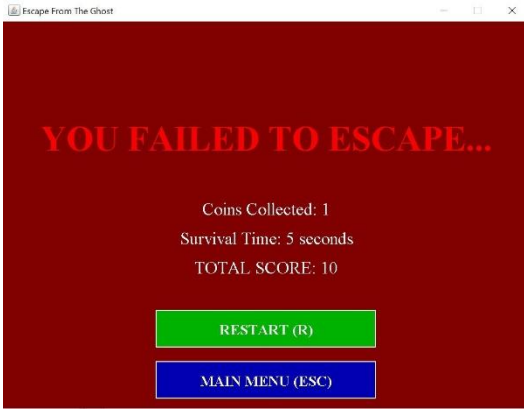 Escape From The Ghost
YOU FAILED TO ESCAPE...
Coins Collected: 1
Survival Time: 5 seconds
TOTAL SCORE: 10
RESTART (R)
MAIN MENU (ESC)